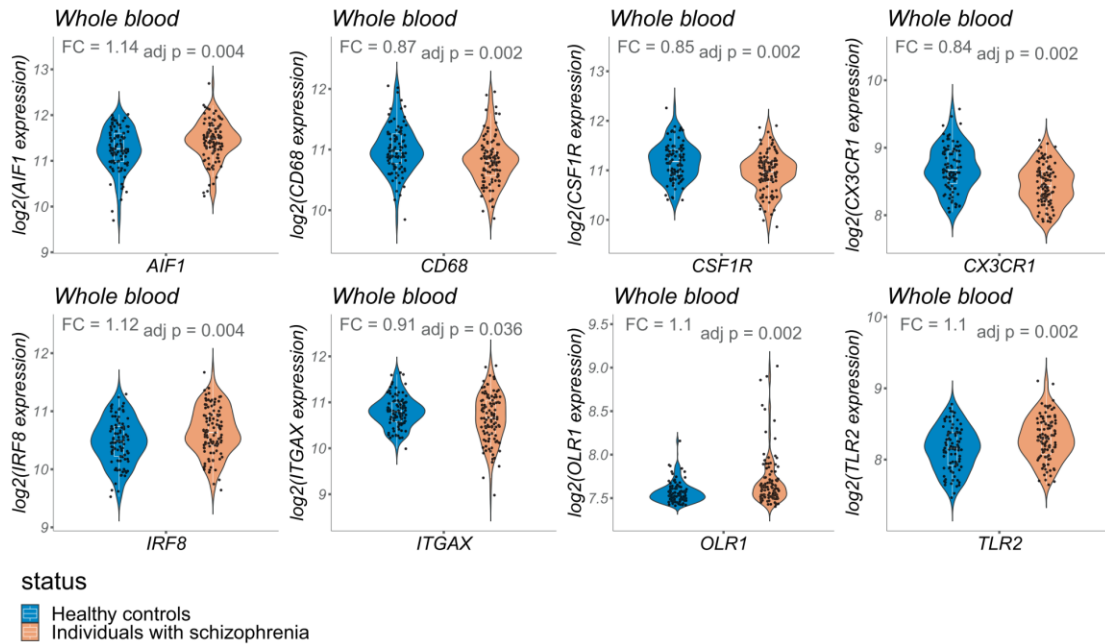 Whole blood
FC = 1.14 adj p = 0.004
log2(AIF1 expression)
13
12
11
10
9
AIF1
Whole blood
FC = 0.87 adj p = 0.002
log2(CD68 expression)
12
11
10
CD68
Whole blood
FC = 0.85 adj p = 0.002
log2(CSF1R expression)
13
12
11
10
CSF1R
Whole blood
FC = 0.84 adj p = 0.002
log2(CX3CR1 expression)
10
9
8
CX3CR1
Whole blood
FC = 1.12 adj p = 0.004
log2(IRF8 expression)
12
11
10
9
IRF8
Whole blood
FC = 0.91 adj p = 0.036
log2(ITGAX expression)
12
11
10
9
ITGAX
Whole blood
FC = 1.1 adj p = 0.002
log2(OLR1 expression)
9.5
9.0
8.5
8.0
7.5
OLR1
Whole blood
FC = 1.1 adj p = 0.002
log2(TLR2 expression)
10
9
8
TLR2
status
Healthy controls
Individuals with schizophrenia